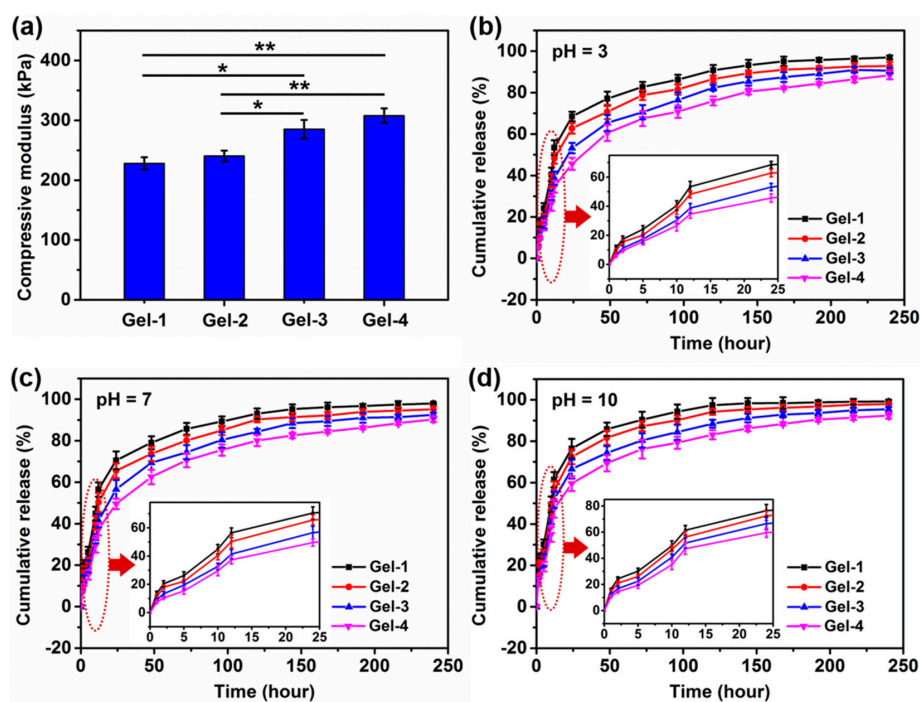 (a)
Compressive modulus (kPa)
450
400
300
200
100
0
**
*
**
*
Gel-1 Gel-2 Gel-3 Gel-4
(b)
pH = 3
Cumulative release (%)
100
80
60
40
20
0
-20
60
40
20
0
0 5 10 15 20 25
Gel-1
Gel-2
Gel-3
Gel-4
0 50 100 150 200 250
Time (hour)
(c)
pH = 7
Cumulative release (%)
100
80
60
40
20
0
-20
60
40
20
0
0 5 10 15 20 25
Gel-1
Gel-2
Gel-3
Gel-4
0 50 100 150 200 250
Time (hour)
(d)
pH = 10
Cumulative release (%)
100
80
60
40
20
0
-20
80
60
40
20
0
0 5 10 15 20 25
Gel-1
Gel-2
Gel-3
Gel-4
0 50 100 150 200 250
Time (hour)